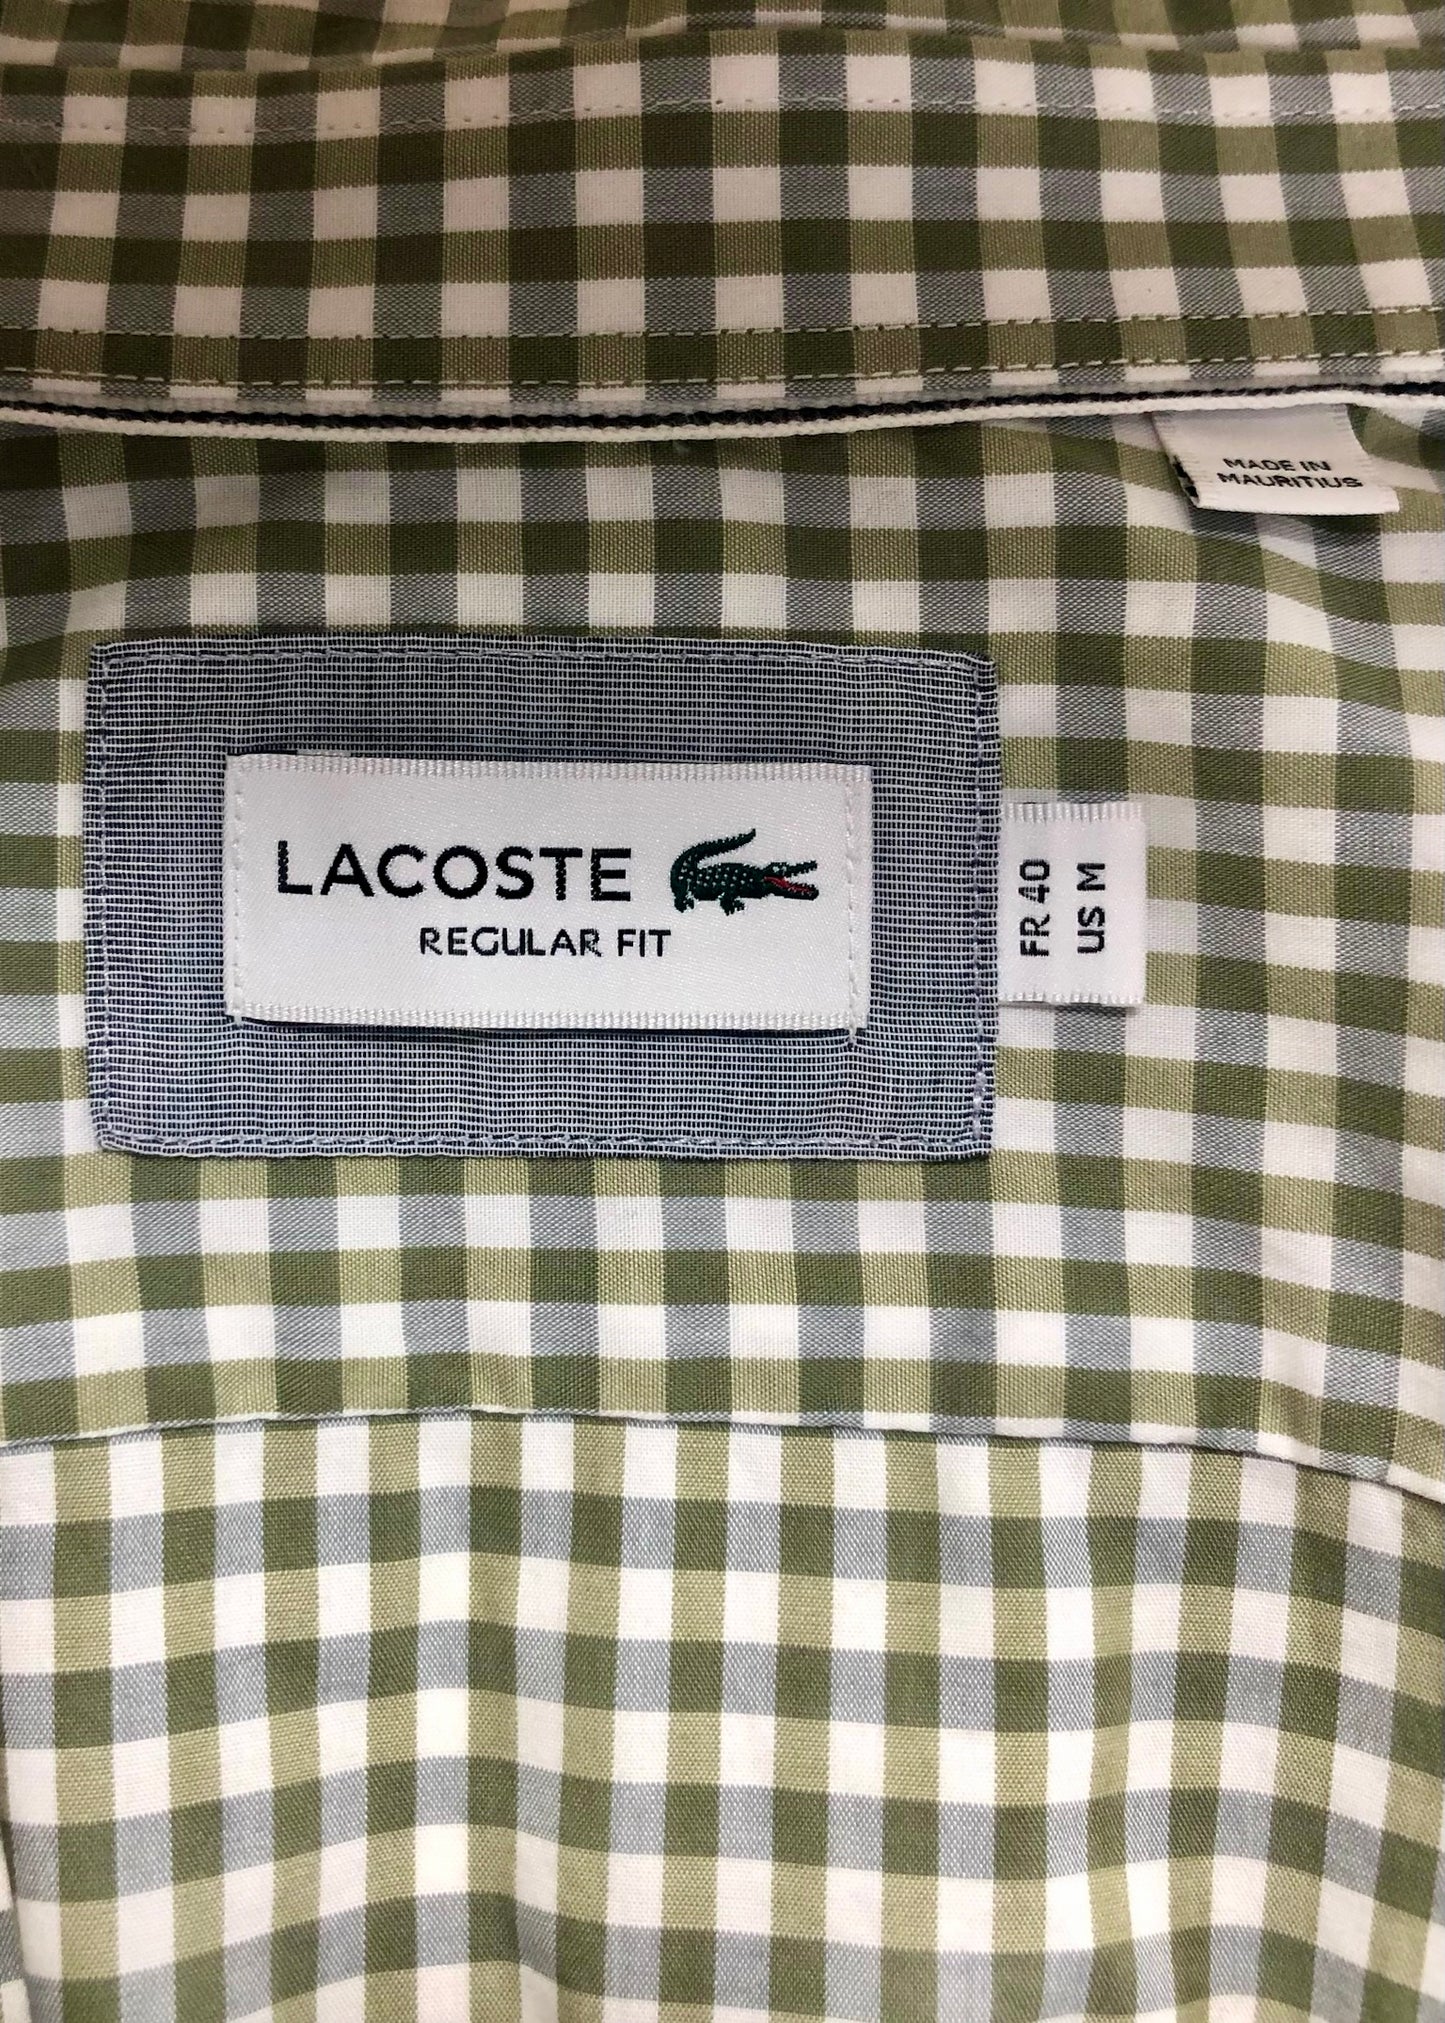 MADE IN
MAURITIUS
LACOSTE
REGULAR FIT
FR 40
US M